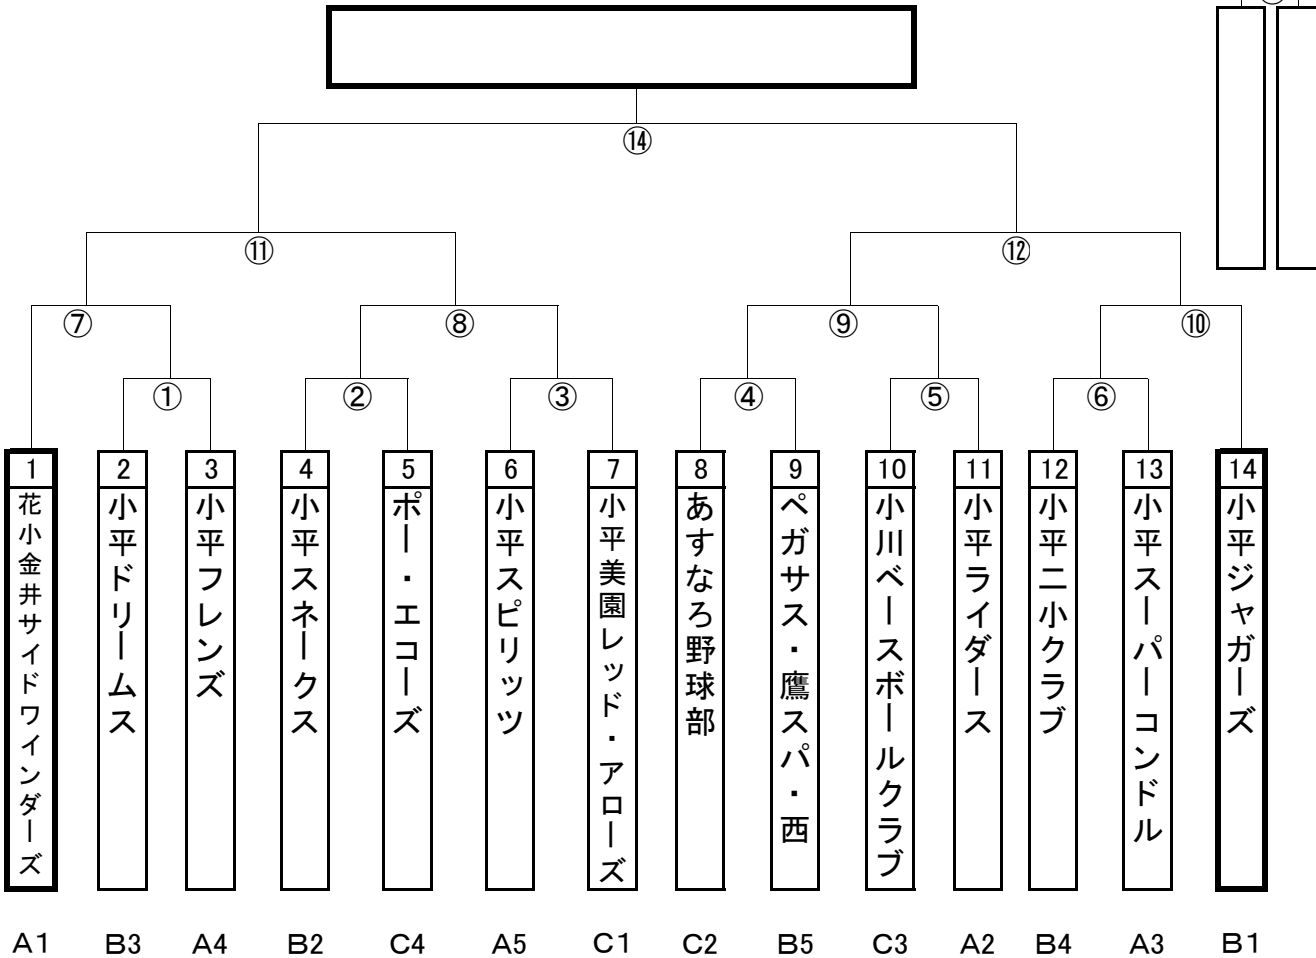 ⑭
⑪
⑫
⑦
⑧
⑨
⑩
①
②
③
④
⑤
⑥
1
2
3
4
5
6
7
8
9
10
11
12
13
14
花小金井サイドワインダーズ
小平ドリームス
小平フレンズ
小平スネークス
ポー・エコーズ
小平スピリッツ
小平美園レッド・アローズ
あすなろ野球部
ペガサス・鷹スパ・西
小川ベースボールクラブ
小平ライダース
小平二小クラブ
小平スーパーコンドル
小平ジャガーズ
A1
B3
A4
B2
C4
A5
C1
C2
B5
C3
A2
B4
A3
B1